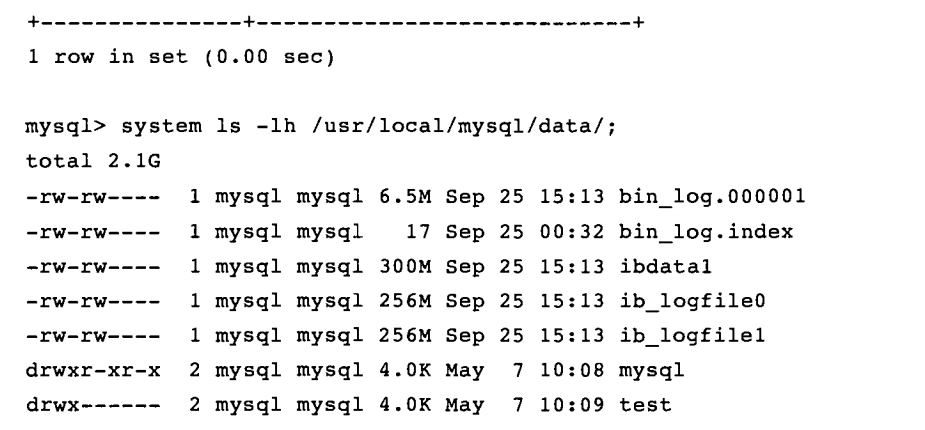 +---------------+----------------------------+
1 row in set (0.00 sec)
mysql> system ls -lh /usr/local/mysql/data/;
total 2.1G
-rw-rw---- 1 mysql mysql 6.5M Sep 25 15:13 bin_log.000001
-rw-rw---- 1 mysql mysql 17 Sep 25 00:32 bin_log.index
-rw-rw---- 1 mysql mysql 300M Sep 25 15:13 ibdata1
-rw-rw---- 1 mysql mysql 256M Sep 25 15:13 ib_logfile0
-rw-rw---- 1 mysql mysql 256M Sep 25 15:13 ib_logfile1
drwxr-xr-x 2 mysql mysql 4.0K May 7 10:08 mysql
drwx------ 2 mysql mysql 4.0K May 7 10:09 test